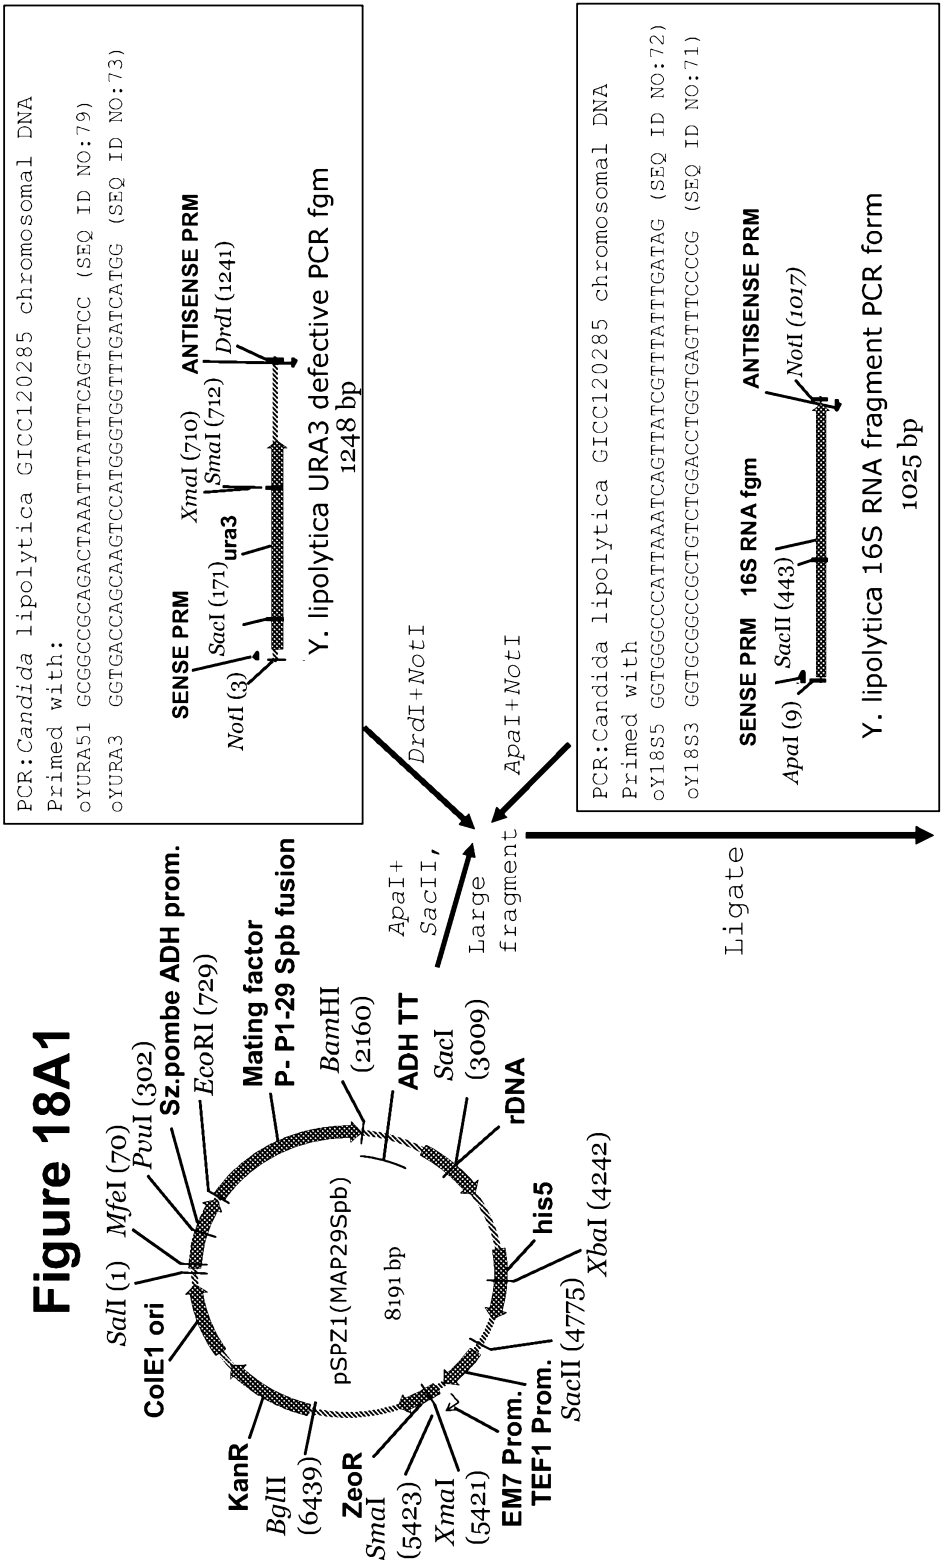 Figure 18A1
SalI (1)
MfeI (70)
PvuI (302)
Sz.pombe ADH prom.
EcoRI (729)
Mating factor
P- P1-29 Spb fusion
BamHI
(2160)
ADH TT
SacI
(3009)
rDNA
XbaI (4242)
his5
SacII (4775)
TEF1 Prom.
EM7 Prom.
XmaI
(5421)
SmaI
(5423)
ZeoR
BglII
(6439)
KanR
ColE1 ori
pSPZ1(MAP29Spb)
8191 bp
ApaI+
SacII,
Large
fragment
PCR:Candida lipolytica GICC120285 chromosomal DNA
Primed with:
oYURA51 GCGGCCGCAGACTAAATTTATTTCAGTCTCC (SEQ ID NO:79)
oYURA3 GGTGACCAGCAAGTCCATGGGTGGTTTGATCATGG (SEQ ID NO:73)
SENSE PRM
ANTISENSE PRM
NotI (3)
SacI (171)
ura3
XmaI (710)
SmaI (712)
DrdI (1241)
Y. lipolytica URA3 defective PCR fgm
1248 bp
DrdI+NotI
ApaI+NotI
PCR:Candida lipolytica GICC120285 chromosomal DNA
Primed with
oY18S5 GGTGGGCCCATTAAATCAGTTATCGTTTATTTGATAG (SEQ ID NO:72)
oY18S3 GGTGCGGCCGCTGTCTGGACCTGGTGAGTTTCCCCG (SEQ ID NO:71)
SENSE PRM
16S RNA fgm
ANTISENSE PRM
ApaI (9)
SacII (443)
NotI (1017)
Y. lipolytica 16S RNA fragment PCR form
1025 bp
Ligate